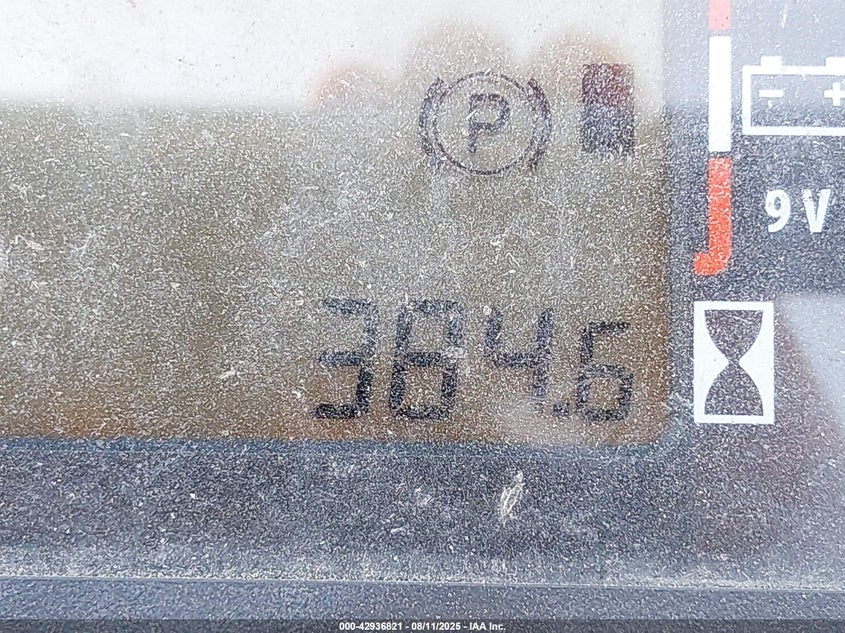 P
- +
9V
384.6
000-42936821 - 08/11/2025 - IAA Inc.